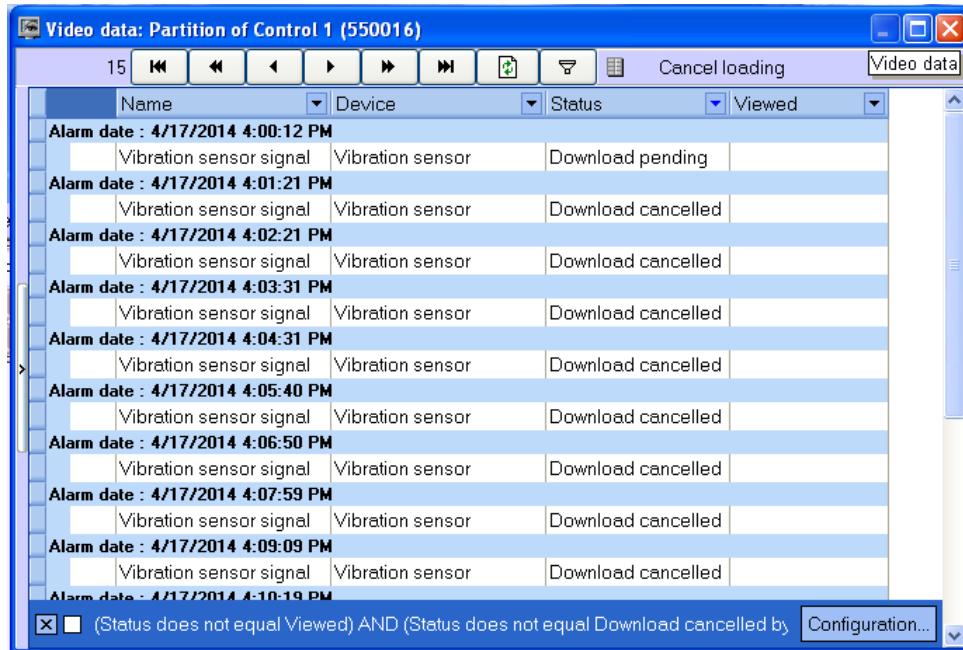 Video data: Partition of Control 1 (550016)
15 Cancel loading Video data
Name Device Status Viewed
Alarm date : 4/17/2014 4:00:12 PM
Vibration sensor signal Vibration sensor Download pending
Alarm date : 4/17/2014 4:01:21 PM
Vibration sensor signal Vibration sensor Download cancelled
Alarm date : 4/17/2014 4:02:21 PM
Vibration sensor signal Vibration sensor Download cancelled
Alarm date : 4/17/2014 4:03:31 PM
Vibration sensor signal Vibration sensor Download cancelled
Alarm date : 4/17/2014 4:04:31 PM
Vibration sensor signal Vibration sensor Download cancelled
Alarm date : 4/17/2014 4:05:40 PM
Vibration sensor signal Vibration sensor Download cancelled
Alarm date : 4/17/2014 4:06:50 PM
Vibration sensor signal Vibration sensor Download cancelled
Alarm date : 4/17/2014 4:07:59 PM
Vibration sensor signal Vibration sensor Download cancelled
Alarm date : 4/17/2014 4:09:09 PM
Vibration sensor signal Vibration sensor Download cancelled
Alarm date : 4/17/2014 4:10:19 PM
(Status does not equal Viewed) AND (Status does not equal Download cancelled by Configuration...